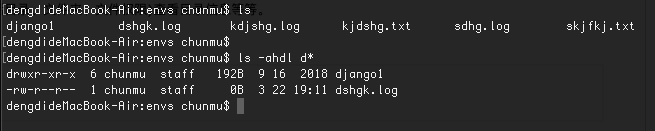 [dengdideMacBook-Air:envs chunmu$ ls
django1 dshgk.log kdjshg.log kjdshg.txt sdhg.log skjfkj.txt
[dengdideMacBook-Air:envs chunmu$
[dengdideMacBook-Air:envs chunmu$ ls -ahdl d*
drwxr-xr-x 6 chunmu staff 192B 9 16 2018 django1
-rw-r--r-- 1 chunmu staff 0B 3 22 19:11 dshgk.log
dengdideMacBook-Air:envs chunmu$